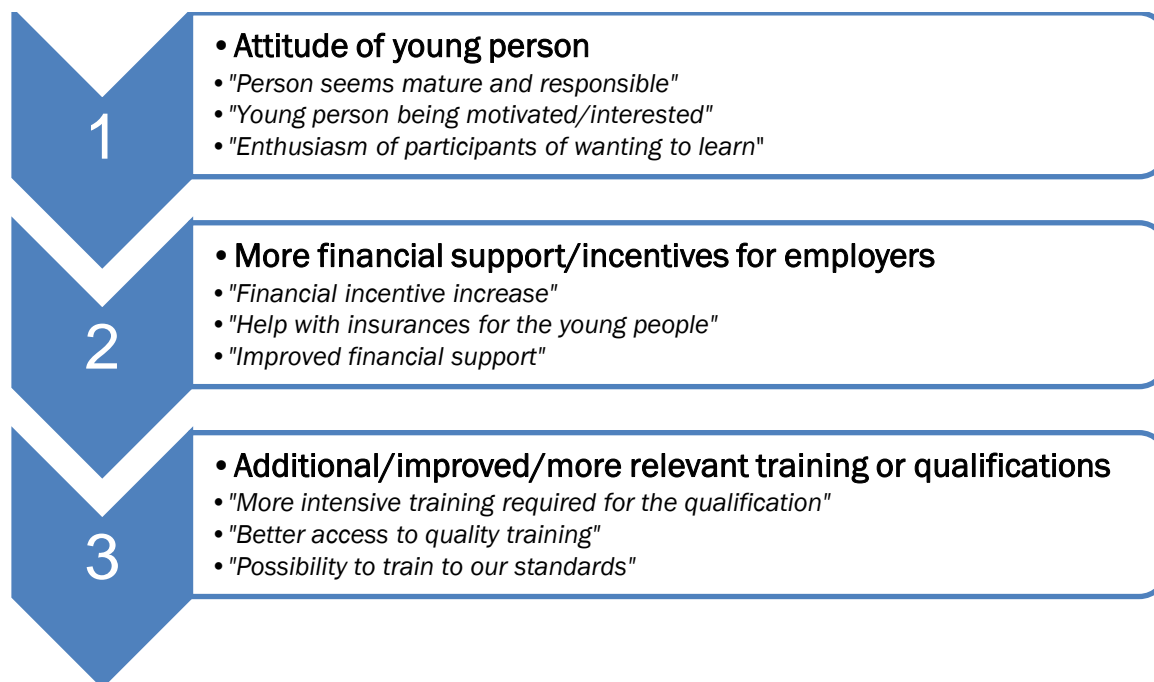 1
•Attitude of young person
•"Person seems mature and responsible"
•"Young person being motivated/interested"
•"Enthusiasm of participants of wanting to learn"
2
•More financial support/incentives for employers
•"Financial incentive increase"
•"Help with insurances for the young people"
•"Improved financial support"
3
•Additional/improved/more relevant training or qualifications
•"More intensive training required for the qualification"
•"Better access to quality training"
•"Possibility to train to our standards"